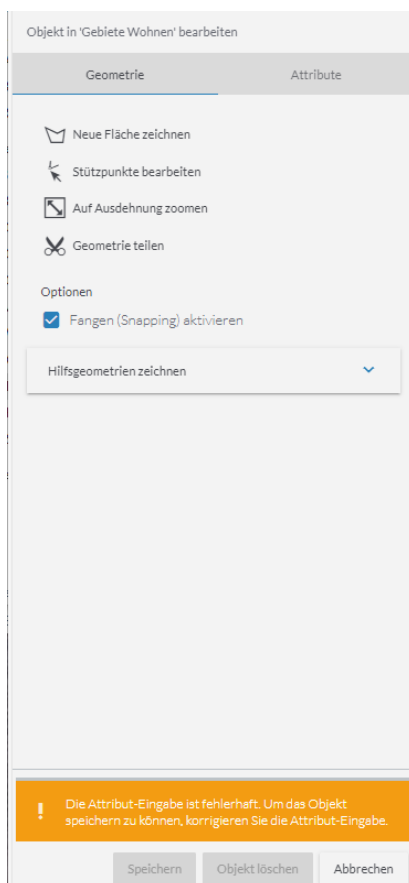 Objekt in 'Gebiete Wohnen' bearbeiten
Geometrie
Attribute
Neue Fläche zeichnen
Stützpunkte bearbeiten
Auf Ausdehnung zoomen
Geometrie teilen
Optionen
Fangen (Snapping) aktivieren
Hilfsgeometrien zeichnen
! Die Attribut-Eingabe ist fehlerhaft. Um das Objekt
speichern zu können, korrigieren Sie die Attribut-Eingabe.
Speichern
Objekt löschen
Abbrechen